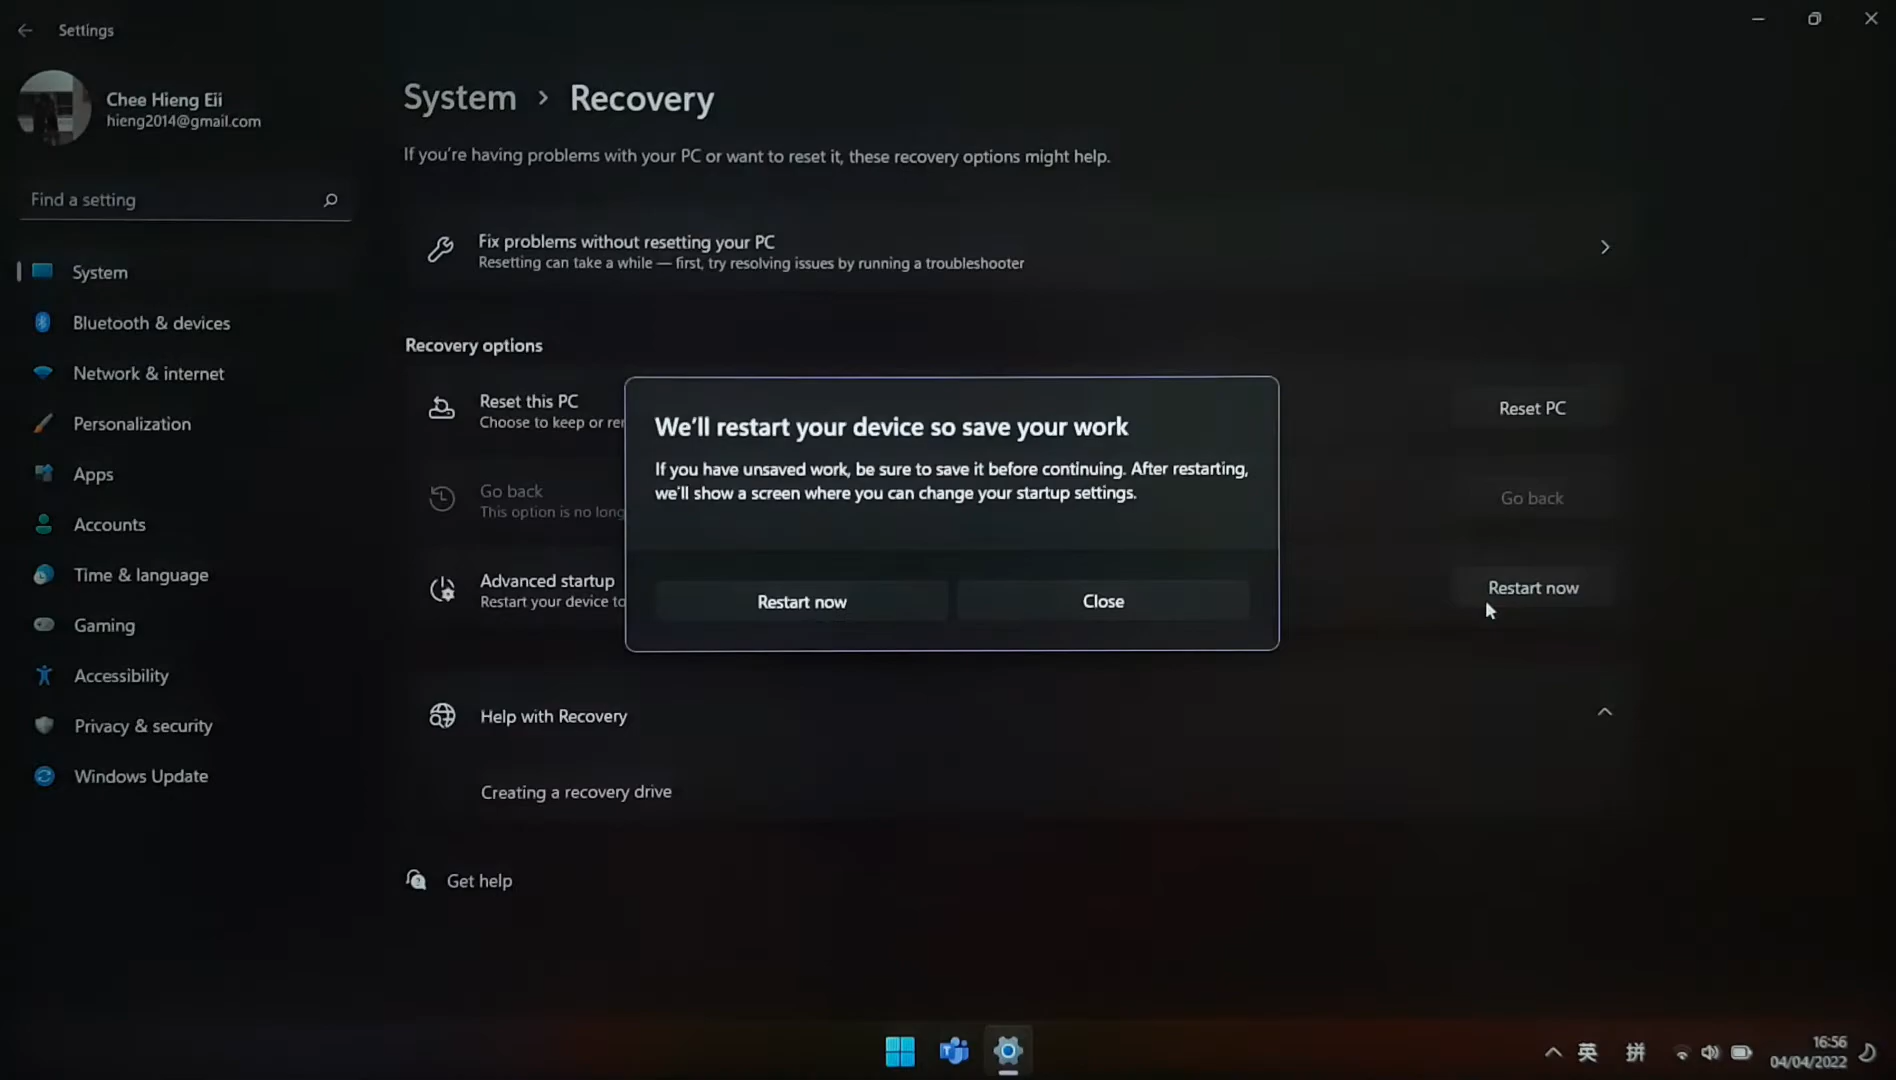 Settings
Chee Hieng Eii
hieng2014@gmail.com
Find a setting
System
Bluetooth & devices
Network & internet
Personalization
Apps
Accounts
Time & language
Gaming
Accessibility
Privacy & security
Windows Update
System > Recovery
If you're having problems with your PC or want to reset it, these recovery options might help.
Fix problems without resetting your PC
Resetting can take a while — first, try resolving issues by running a troubleshooter
Recovery options
Reset this PC
Choose to keep or
Reset PC
Go back
This option is no
Go back
Advanced startup
Restart your device
Restart now
We'll restart your device so save your work
If you have unsaved work, be sure to save it before continuing. After restarting,
we'll show a screen where you can change your startup settings.
Restart now
Close
Help with Recovery
Creating a recovery drive
Get help
英 拼
16:56
04/04/2022